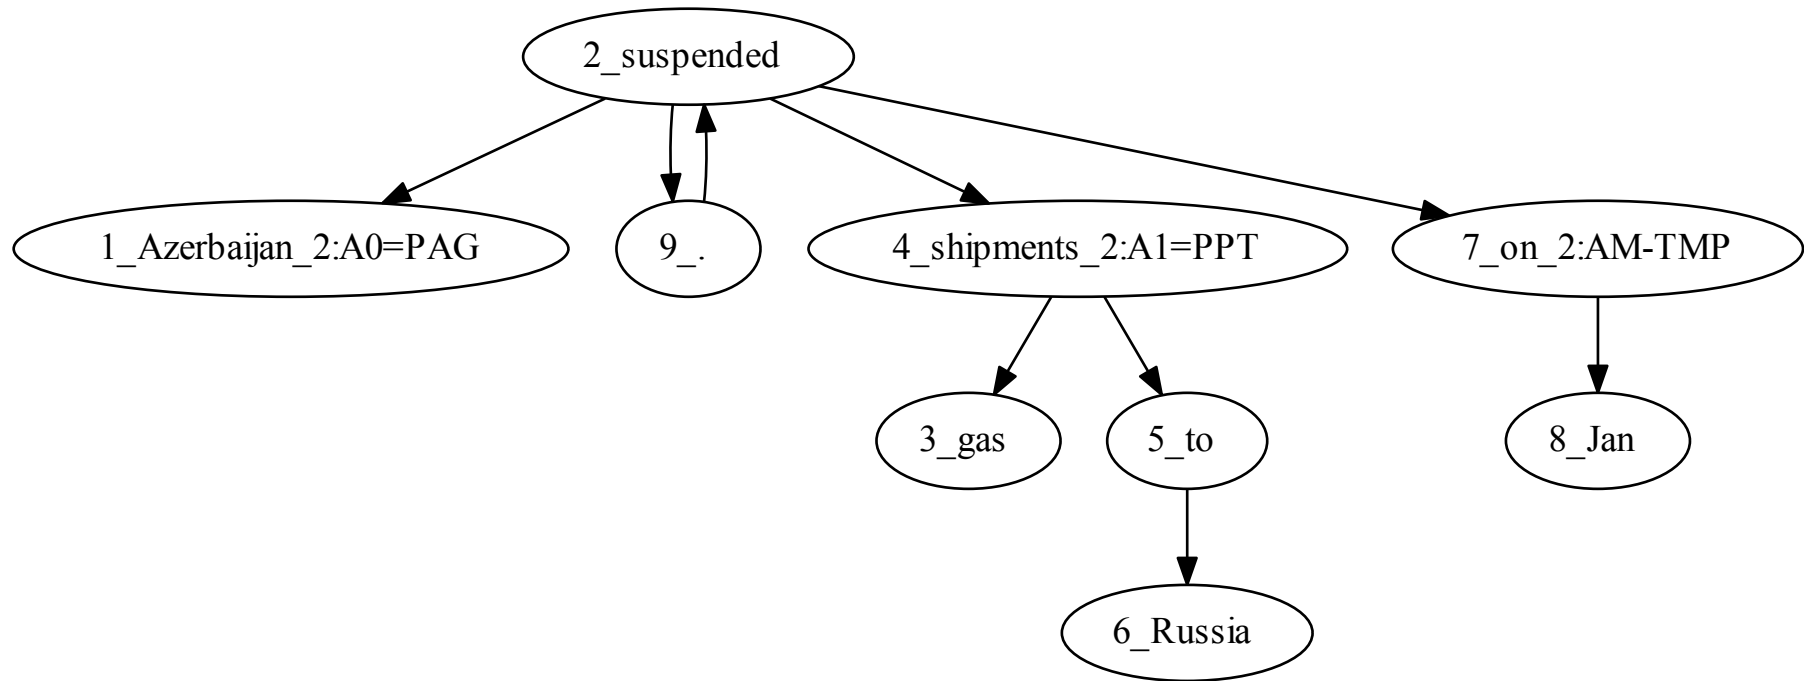 2_suspended
1_Azerbaijan_2:A0=PAG
9_.
4_shipments_2:A1=PPT
7_on_2:AM-TMP
3_gas
5_to
8_Jan
6_Russia